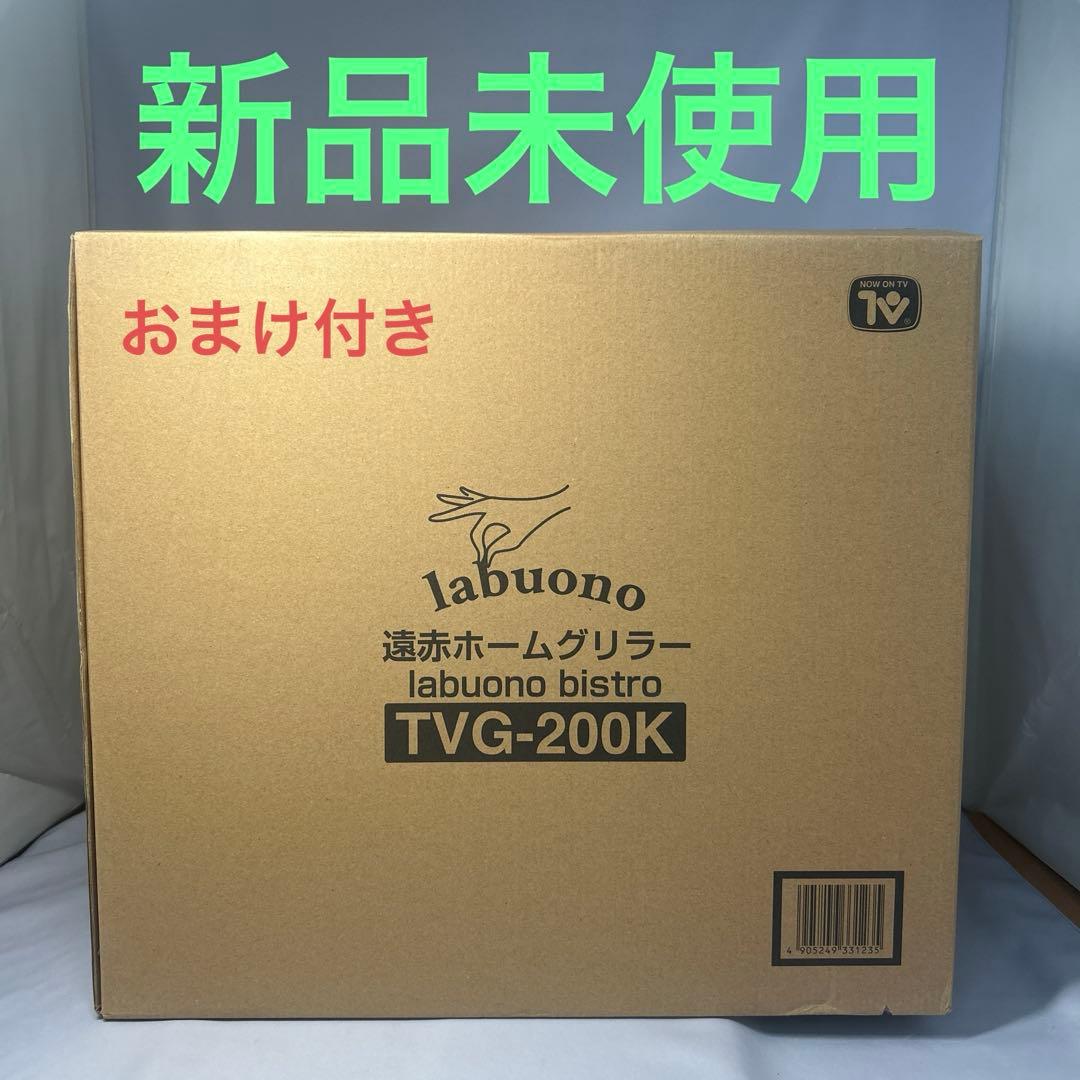 新品未使用
おまけ付き
NOW ON TV
TV
labuono
遠赤ホームグリラー
labuono bistro
TVG-200K
4 905249 331235